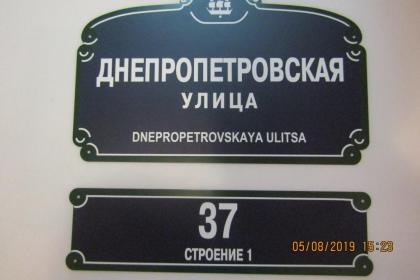 ДНЕПРОПЕТРОВСКАЯ
УЛИЦА
DNEPROPETROVSKAYA ULITSA
37
СТРОЕНИЕ 1
05/08/2019 15:23